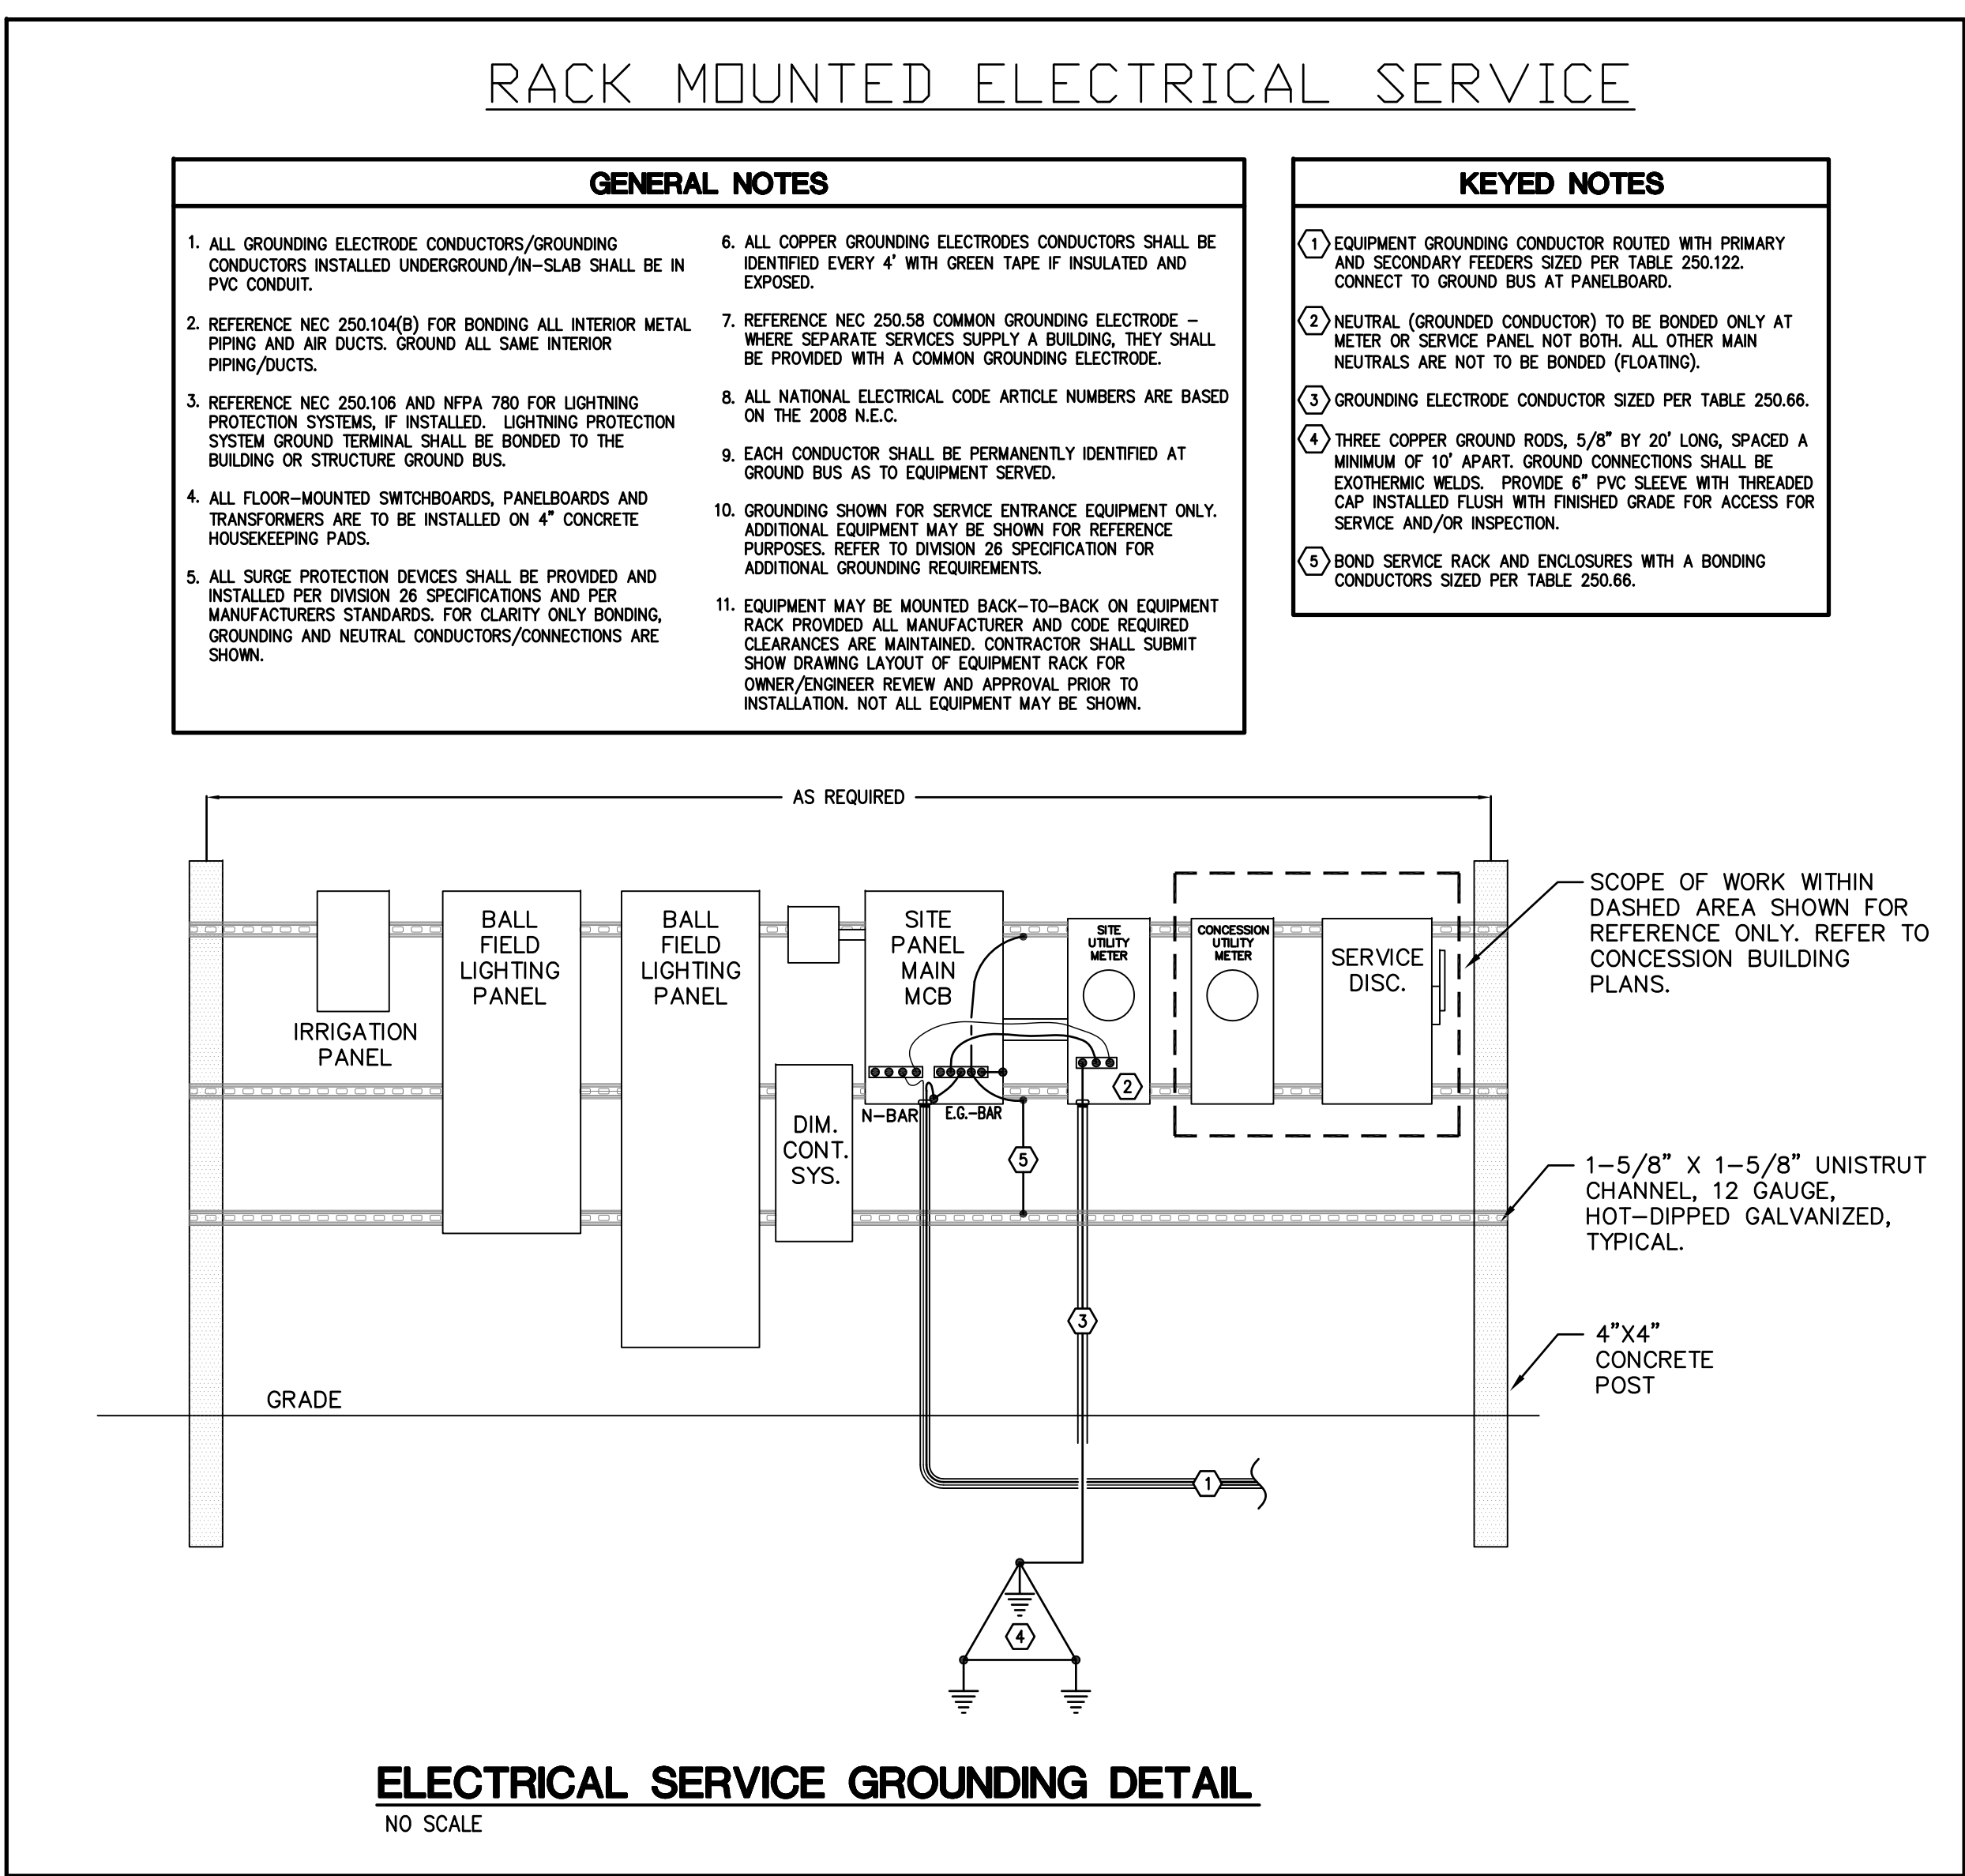 RACK MOUNTED ELECTRICAL SERVICE
GENERAL NOTES
1. ALL GROUNDING ELECTRODE CONDUCTORS/GROUNDING
CONDUCTORS INSTALLED UNDERGROUND/IN-SLAB SHALL BE IN
PVC CONDUIT.
2. REFERENCE NEC 250.104(B) FOR BONDING ALL INTERIOR METAL
PIPING AND AIR DUCTS. GROUND ALL SAME INTERIOR
PIPING/DUCTS.
3. REFERENCE NEC 250.106 AND NFPA 780 FOR LIGHTNING
PROTECTION SYSTEMS, IF INSTALLED. LIGHTNING PROTECTION
SYSTEM GROUND TERMINAL SHALL BE BONDED TO THE
BUILDING OR STRUCTURE GROUND BUS.
4. ALL FLOOR-MOUNTED SWITCHBOARDS, PANELBOARDS AND
TRANSFORMERS ARE TO BE INSTALLED ON 4" CONCRETE
HOUSEKEEPING PADS.
5. ALL SURGE PROTECTION DEVICES SHALL BE PROVIDED AND
INSTALLED PER DIVISION 26 SPECIFICATIONS AND PER
MANUFACTURERS STANDARDS. FOR CLARITY ONLY BONDING,
GROUNDING AND NEUTRAL CONDUCTORS/CONNECTIONS ARE
SHOWN.
6. ALL COPPER GROUNDING ELECTRODES CONDUCTORS SHALL BE
IDENTIFIED EVERY 4' WITH GREEN TAPE IF INSULATED AND
EXPOSED.
7. REFERENCE NEC 250.58 COMMON GROUNDING ELECTRODE -
WHERE SEPARATE SERVICES SUPPLY A BUILDING, THEY SHALL
BE PROVIDED WITH A COMMON GROUNDING ELECTRODE.
8. ALL NATIONAL ELECTRICAL CODE ARTICLE NUMBERS ARE BASED
ON THE 2008 N.E.C.
9. EACH CONDUCTOR SHALL BE PERMANENTLY IDENTIFIED AT
GROUND BUS AS TO EQUIPMENT SERVED.
10. GROUNDING SHOWN FOR SERVICE ENTRANCE EQUIPMENT ONLY.
ADDITIONAL EQUIPMENT MAY BE SHOWN FOR REFERENCE
PURPOSES. REFER TO DIVISION 26 SPECIFICATION FOR
ADDITIONAL GROUNDING REQUIREMENTS.
11. EQUIPMENT MAY BE MOUNTED BACK-TO-BACK ON EQUIPMENT
RACK PROVIDED ALL MANUFACTURER AND CODE REQUIRED
CLEARANCES ARE MAINTAINED. CONTRACTOR SHALL SUBMIT
SHOW DRAWING LAYOUT OF EQUIPMENT RACK FOR
OWNER/ENGINEER REVIEW AND APPROVAL PRIOR TO
INSTALLATION. NOT ALL EQUIPMENT MAY BE SHOWN.
KEYED NOTES
1 EQUIPMENT GROUNDING CONDUCTOR ROUTED WITH PRIMARY
AND SECONDARY FEEDERS SIZED PER TABLE 250.122.
CONNECT TO GROUND BUS AT PANELBOARD.
2 NEUTRAL (GROUNDED CONDUCTOR) TO BE BONDED ONLY AT
METER OR SERVICE PANEL NOT BOTH. ALL OTHER MAIN
NEUTRALS ARE NOT TO BE BONDED (FLOATING).
3 GROUNDING ELECTRODE CONDUCTOR SIZED PER TABLE 250.66.
4 THREE COPPER GROUND RODS, 5/8" BY 20' LONG, SPACED A
MINIMUM OF 10' APART. GROUND CONNECTIONS SHALL BE
EXOTHERMIC WELDS. PROVIDE 6" PVC SLEEVE WITH THREADED
CAP INSTALLED FLUSH WITH FINISHED GRADE FOR ACCESS FOR
SERVICE AND/OR INSPECTION.
5 BOND SERVICE RACK AND ENCLOSURES WITH A BONDING
CONDUCTORS SIZED PER TABLE 250.66.
AS REQUIRED
IRRIGATION
PANEL
BALL
FIELD
LIGHTING
PANEL
BALL
FIELD
LIGHTING
PANEL
DIM.
CONT.
SYS.
SITE
PANEL
MAIN
MCB
N-BAR
E.G.-BAR
SITE
UTILITY
METER
2
CONCESSION
UTILITY
METER
SERVICE
DISC.
SCOPE OF WORK WITHIN
DASHED AREA SHOWN FOR
REFERENCE ONLY. REFER TO
CONCESSION BUILDING
PLANS.
5
1-5/8" X 1-5/8" UNISTRUT
CHANNEL, 12 GAUGE,
HOT-DIPPED GALVANIZED,
TYPICAL.
3
4"X4"
CONCRETE
POST
GRADE
1
4
ELECTRICAL SERVICE GROUNDING DETAIL
NO SCALE